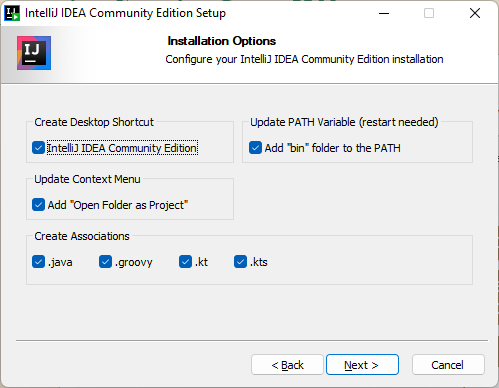 IntelliJ IDEA Community Edition Setup
IJ
Installation Options
Configure your IntelliJ IDEA Community Edition installation
Create Desktop Shortcut
IntelliJ IDEA Community Edition
Update PATH Variable (restart needed)
Add "bin" folder to the PATH
Update Context Menu
Add "Open Folder as Project"
Create Associations
.java .groovy .kt .kts
< Back Next > Cancel